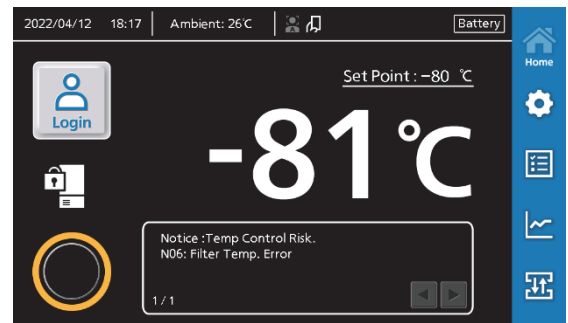 2022/04/12 18:17 Ambient: 26℃ Battery
Home
Set Point : −80 ℃
Login
-81℃
Notice :Temp Control Risk.
N06: Filter Temp. Error
1 / 1